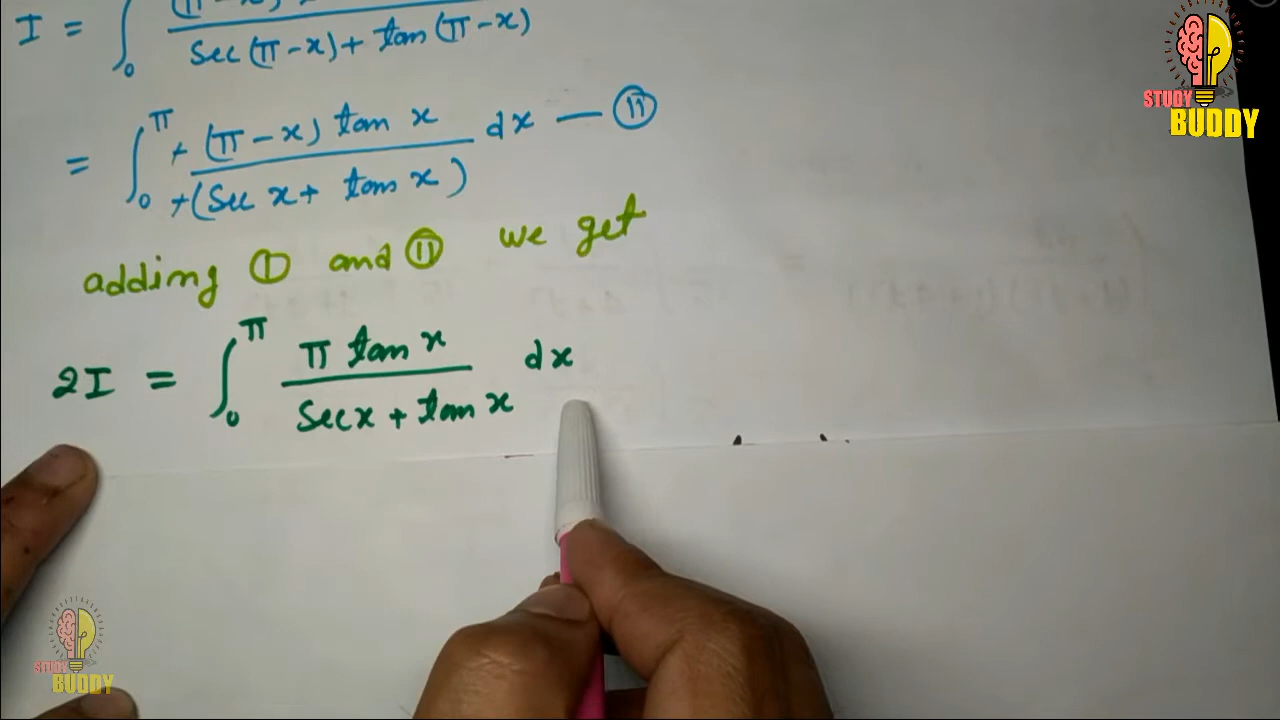 I = ∫₀ (π-x)
sec(π-x) + tan(π-x)
= ∫₀^π +(π-x) tan x dx — Ⅱ
+(sec x + tan x)
adding Ⅰ and Ⅱ we get
2I = ∫₀^π π tan x dx
sec x + tan x
STUDY
BUDDY
STUDY
BUDDY